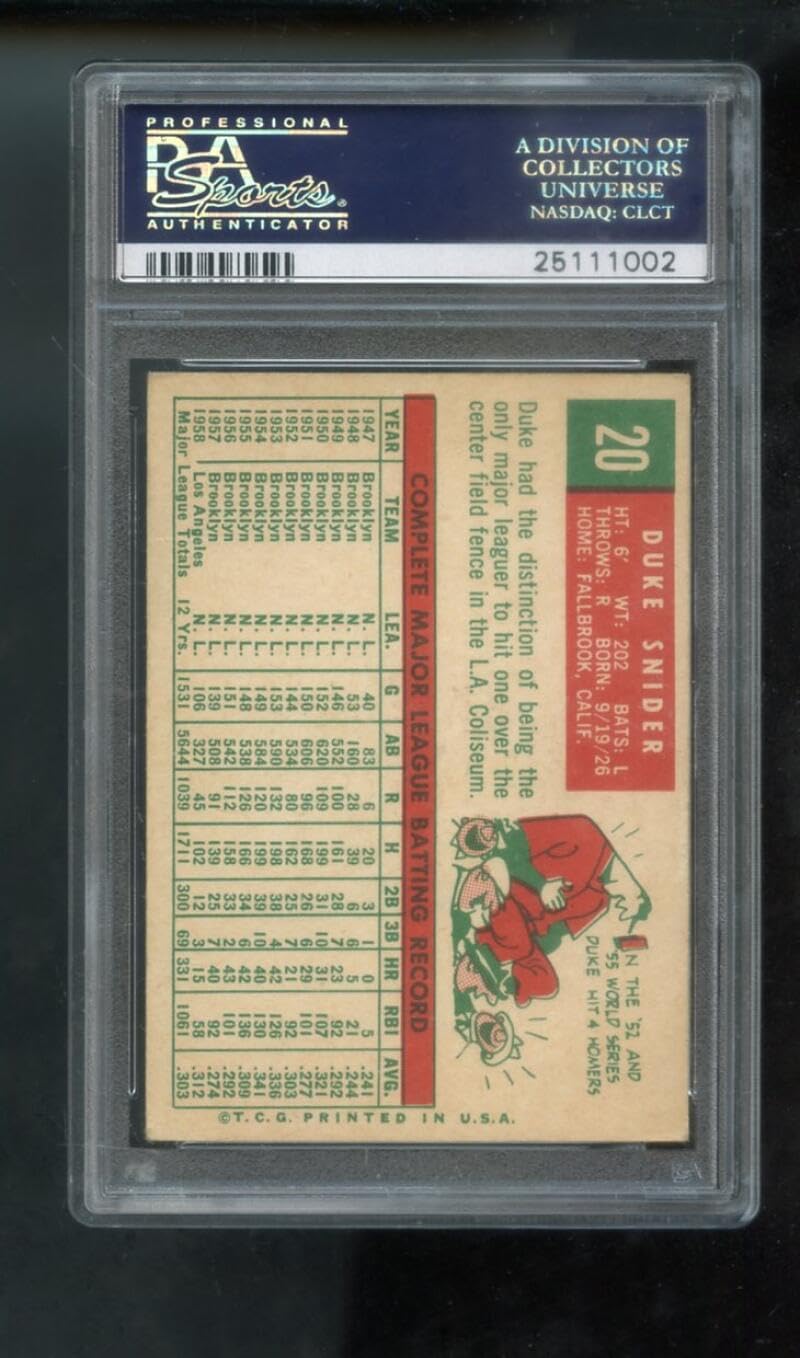 PROFESSIONAL
PSA
Sports®
AUTHENTICATOR
A DIVISION OF
COLLECTORS
UNIVERSE
NASDAQ: CLCT
25111002
20
DUKE SNIDER
HT: 6' WT: 202 BATS: L
THROWS: R BORN: 9/19/26
HOME: FALLBROOK, CALIF.
Duke had the distinction of being the
only major leaguer to hit one over the
center field fence in the L.A. Coliseum.
IN THE '52 AND
'55 WORLD SERIES
DUKE HIT 4 HOMERS
COMPLETE MAJOR LEAGUE BATTING RECORD
YEAR TEAM LEA. G AB R H 2B 3B HR RBI AVG.
1947 Brooklyn N. L. 40 83 6 20 3 1 0 5 .241
1948 Brooklyn N. L. 53 160 28 39 6 6 5 21 .244
1949 Brooklyn N. L. 146 552 100 161 28 7 23 92 .292
1950 Brooklyn N. L. 152 620 109 199 31 10 31 107 .321
1951 Brooklyn N. L. 150 606 96 168 26 6 29 101 .277
1952 Brooklyn N. L. 144 534 80 162 25 7 21 92 .303
1953 Brooklyn N. L. 153 590 132 198 38 4 42 126 .336
1954 Brooklyn N. L. 149 584 120 199 39 10 40 130 .341
1955 Brooklyn N. L. 148 538 126 166 34 6 42 136 .309
1956 Brooklyn N. L. 151 542 112 158 33 2 43 101 .292
1957 Brooklyn N. L. 139 508 91 139 25 7 40 92 .274
1958 Los Angeles N. L. 106 327 45 102 12 3 15 58 .312
Major League Totals 12 Yrs. 1531 5644 1039 1711 300 69 331 1061 .303
©T.C.G. PRINTED IN U.S.A.